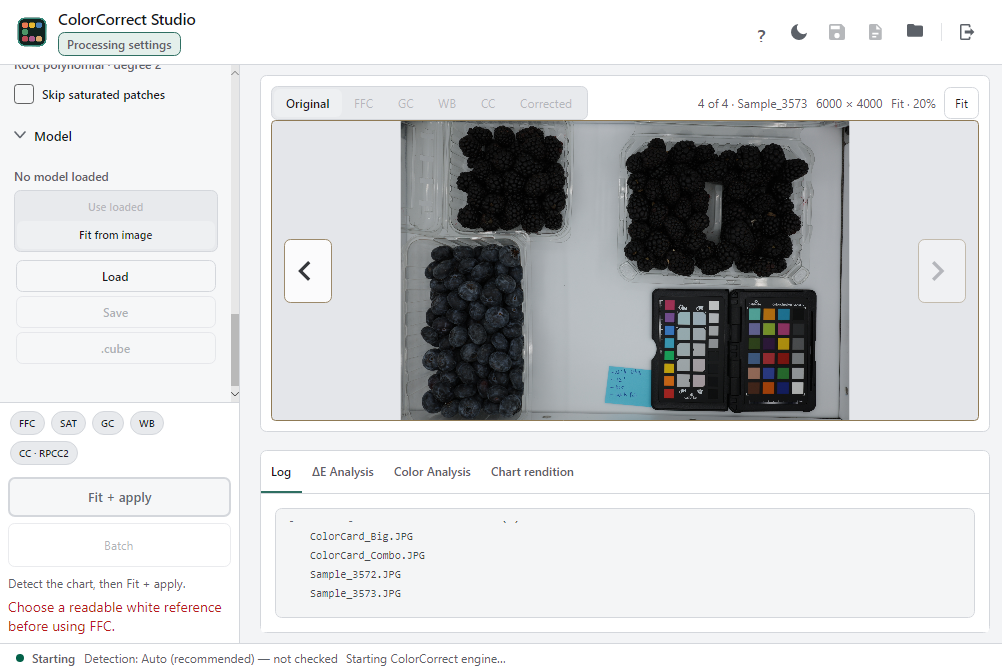 ColorCorrect Studio
Processing settings
?
Root polynomial · degree 2
Skip saturated patches
Model
No model loaded
Use loaded
Fit from image
Load
Save
.cube
FFC
SAT
GC
WB
CC · RPCC2
Fit + apply
Batch
Detect the chart, then Fit + apply.
Choose a readable white reference
before using FFC.
Original FFC GC WB CC Corrected
4 of 4 · Sample_3573 6000 × 4000 Fit · 20% Fit
Log ΔE Analysis Color Analysis Chart rendition
ColorCard_Big.JPG
ColorCard_Combo.JPG
Sample_3572.JPG
Sample_3573.JPG
Starting Detection: Auto (recommended) — not checked Starting ColorCorrect engine...